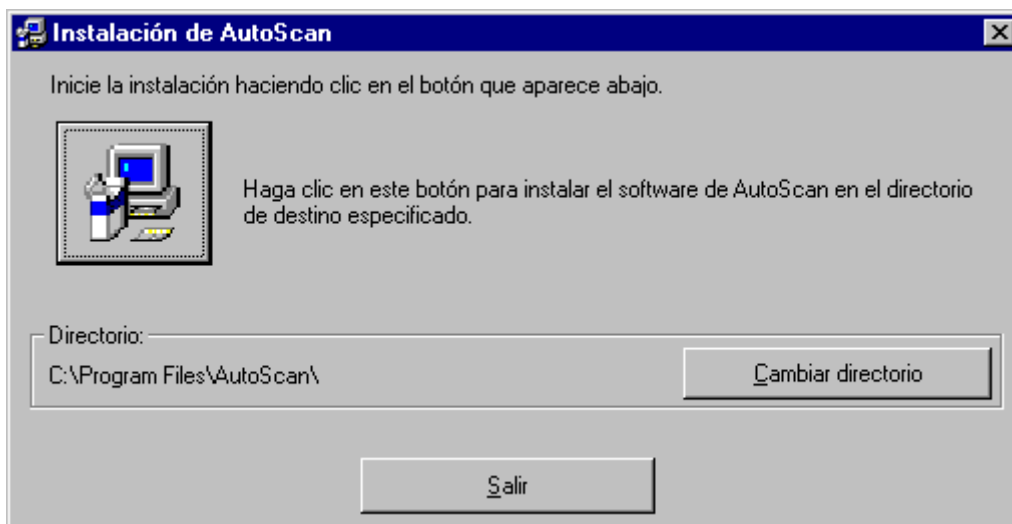 Instalación de AutoScan
Inicie la instalación haciendo clic en el botón que aparece abajo.
Haga clic en este botón para instalar el software de AutoScan en el directorio
de destino especificado.
Directorio:
C:\Program Files\AutoScan\
Cambiar directorio
Salir